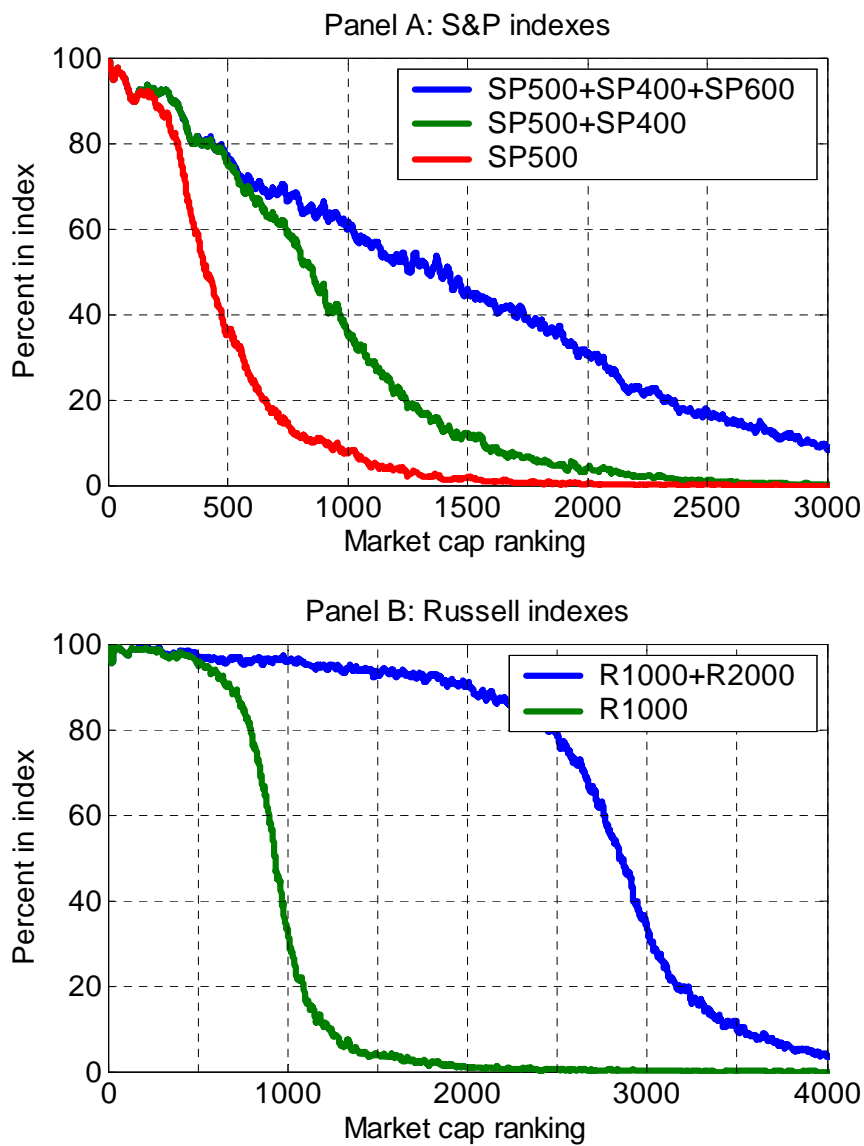 Panel A: S&P indexes
100
80
60
40
20
0
Percent in index
SP500+SP400+SP600
SP500+SP400
SP500
0 500 1000 1500 2000 2500 3000
Market cap ranking
Panel B: Russell indexes
100
80
60
40
20
0
Percent in index
R1000+R2000
R1000
0 1000 2000 3000 4000
Market cap ranking